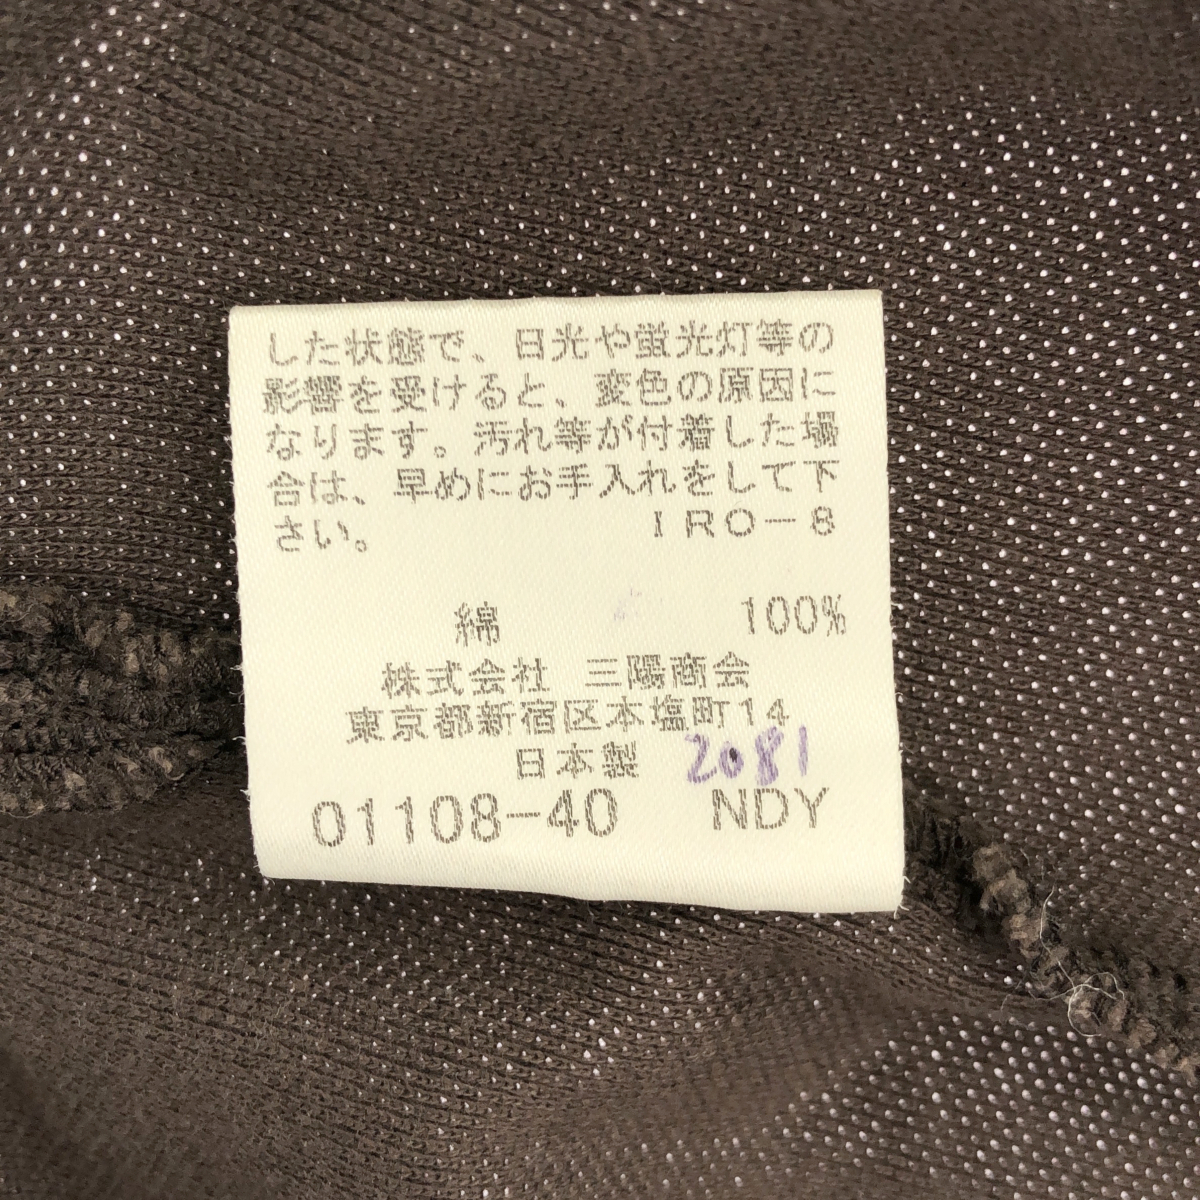 した状態で、日光や蛍光灯等の
影響を受けると、変色の原因に
なります。汚れ等が付着した場
合は、早めにお手入れをして下
さい。 IRO-8
綿 100%
株式会社 三陽商会
東京都新宿区本塩町14
日本製 2081
01108-40 NDY